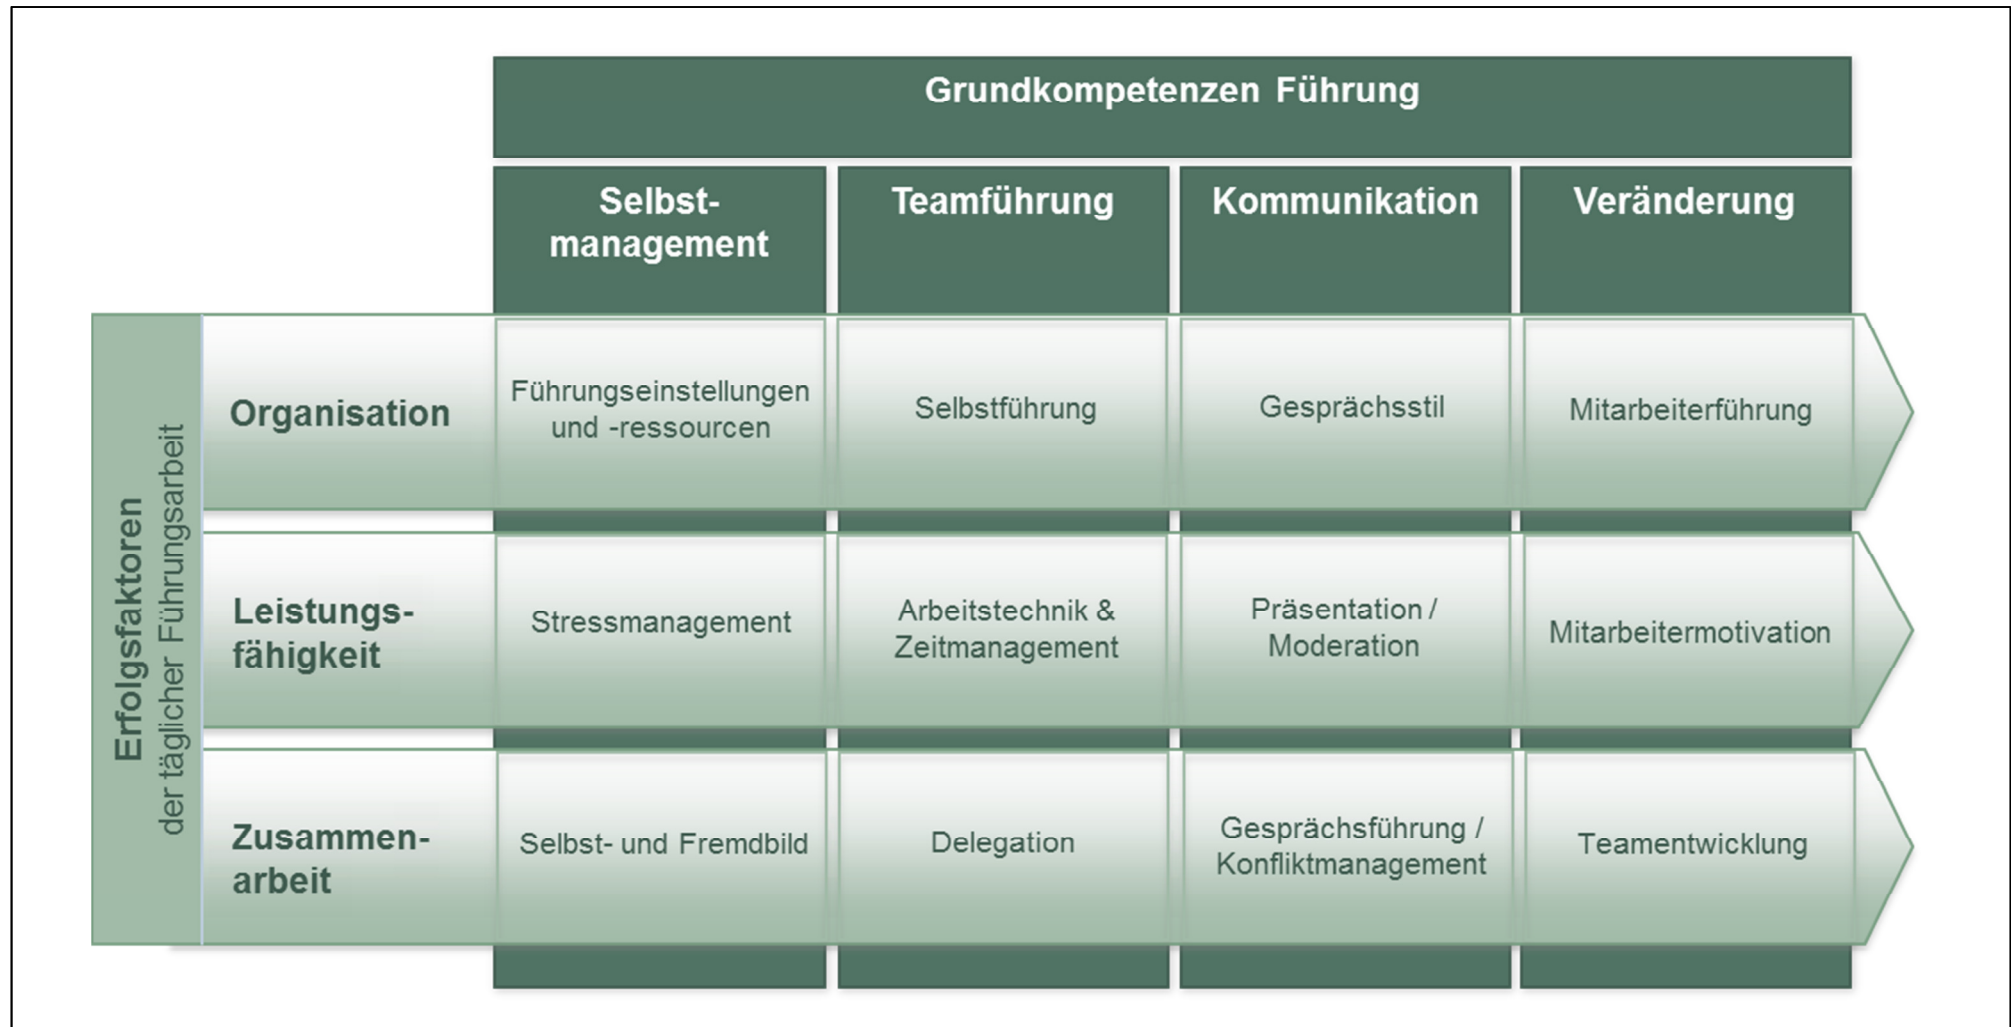 Grundkompetenzen Führung
Selbst-
management
Teamführung
Kommunikation
Veränderung
Erfolgsfaktoren
der täglicher Führungsarbeit
Organisation
Führungseinstellungen
und -ressourcen
Selbstführung
Gesprächsstil
Mitarbeiterführung
Leistungs-
fähigkeit
Stressmanagement
Arbeitstechnik &
Zeitmanagement
Präsentation /
Moderation
Mitarbeitermotivation
Zusammen-
arbeit
Selbst- und Fremdbild
Delegation
Gesprächsführung /
Konfliktmanagement
Teamentwicklung